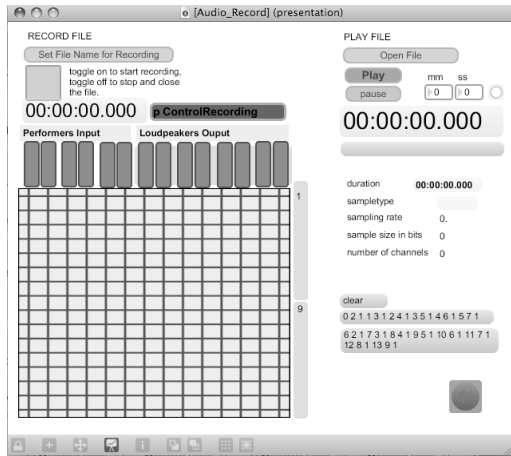 [Audio_Record] (presentation)
RECORD FILE
Set File Name for Recording
toggle on to start recording,
toggle off to stop and close
the file.
00:00:00.000
p ControlRecording
Performers Input
Loudpeakers Ouput
1
9
PLAY FILE
Open File
Play
mm ss
pause
0 0
00:00:00.000
duration 00:00:00.000
sampletype
sampling rate 0.
sample size in bits 0
number of channels 0
clear
0 2 1 1 3 1 2 4 1 3 5 1 4 6 1 5 7 1
6 2 1 7 3 1 8 4 1 9 5 1 10 6 1 11 7 1
12 8 1 13 9 1